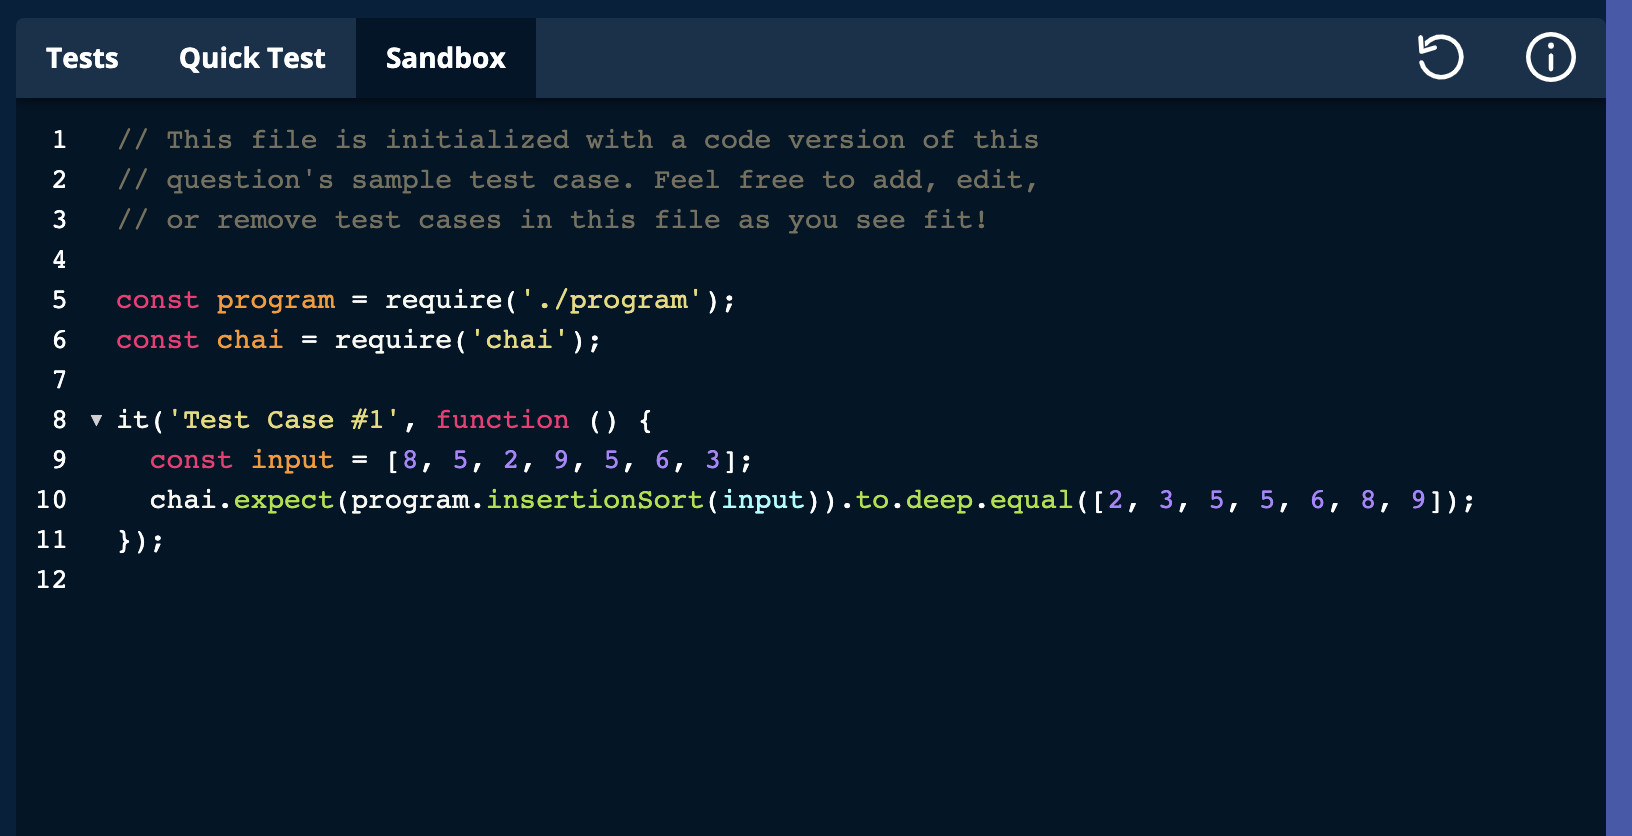 Tests Quick Test Sandbox
1 // This file is initialized with a code version of this
2 // question's sample test case. Feel free to add, edit,
3 // or remove test cases in this file as you see fit!
4
5 const program = require('./program');
6 const chai = require('chai');
7
8 it('Test Case #1', function () {
9 const input = [8, 5, 2, 9, 5, 6, 3];
10 chai.expect(program.insertionSort(input)).to.deep.equal([2, 3, 5, 5, 6, 8, 9]);
11 });
12